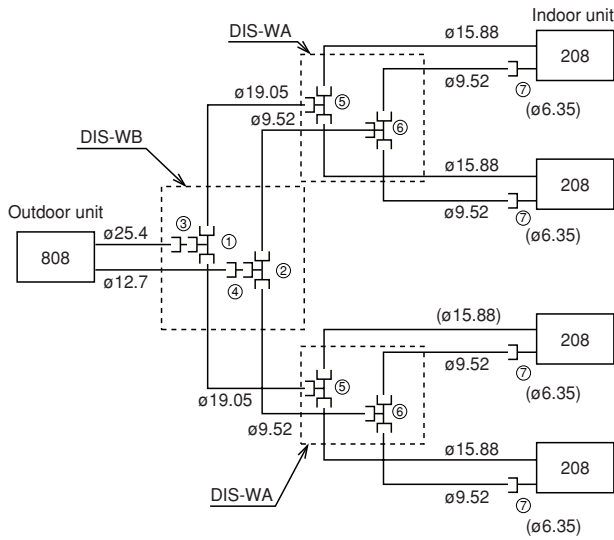 Indoor unit
DIS-WA
ø15.88
208
ø9.52
⑦
(ø6.35)
ø19.05
⑤
ø9.52
⑥
DIS-WB
ø15.88
208
ø9.52
⑦
(ø6.35)
Outdoor unit
808
ø25.4
③
①
ø12.7
④
②
(ø15.88)
208
ø9.52
⑦
(ø6.35)
ø19.05
⑤
ø9.52
⑥
ø15.88
208
DIS-WA
ø9.52
⑦
(ø6.35)